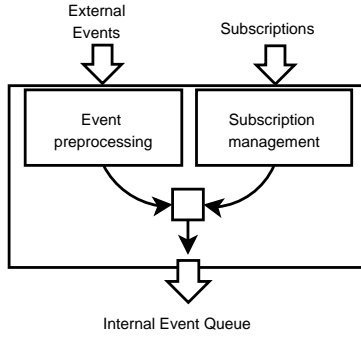 External
Events
Subscriptions
Event
preprocessing
Subscription
management
Internal Event Queue